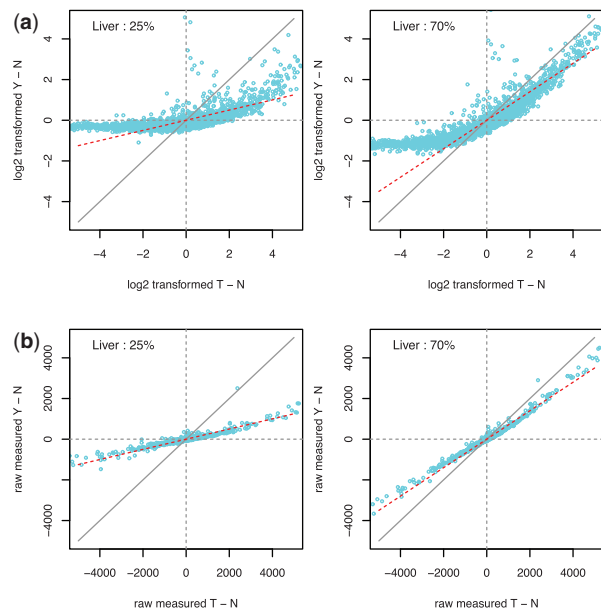 (a)
Liver : 25%
Liver : 70%
log2 transformed Y − N
4
2
0
−2
−4
−4 −2 0 2 4
log2 transformed T − N
log2 transformed Y − N
4
2
0
−2
−4
−4 −2 0 2 4
log2 transformed T − N
(b)
Liver : 25%
Liver : 70%
raw measured Y − N
4000
2000
0
−4000
−4000 −2000 0 2000 4000
raw measured T − N
raw measured Y − N
4000
2000
0
−4000
−4000 −2000 0 2000 4000
raw measured T − N